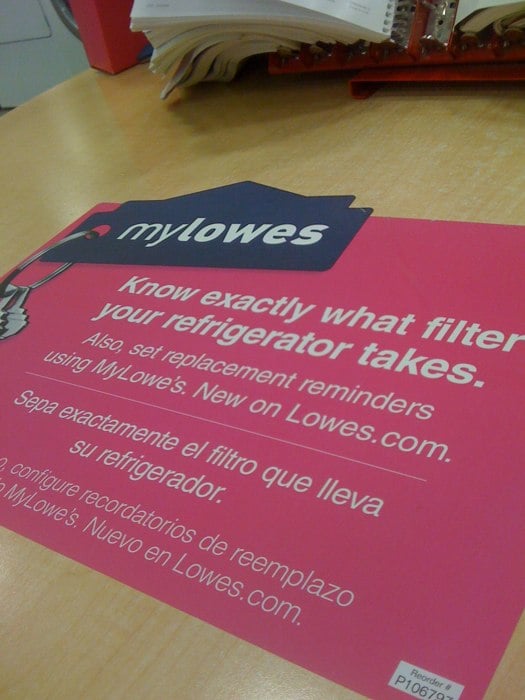 mylowes
Know exactly what filter
your refrigerator takes.
Also, set replacement reminders
using MyLowe's. New on Lowes.com.
Sepa exactamente el filtro que lleva
su refrigerador.
configure recordatorios de reemplazo
MyLowe's. Nuevo en Lowes.com.
Reorder #
P106797